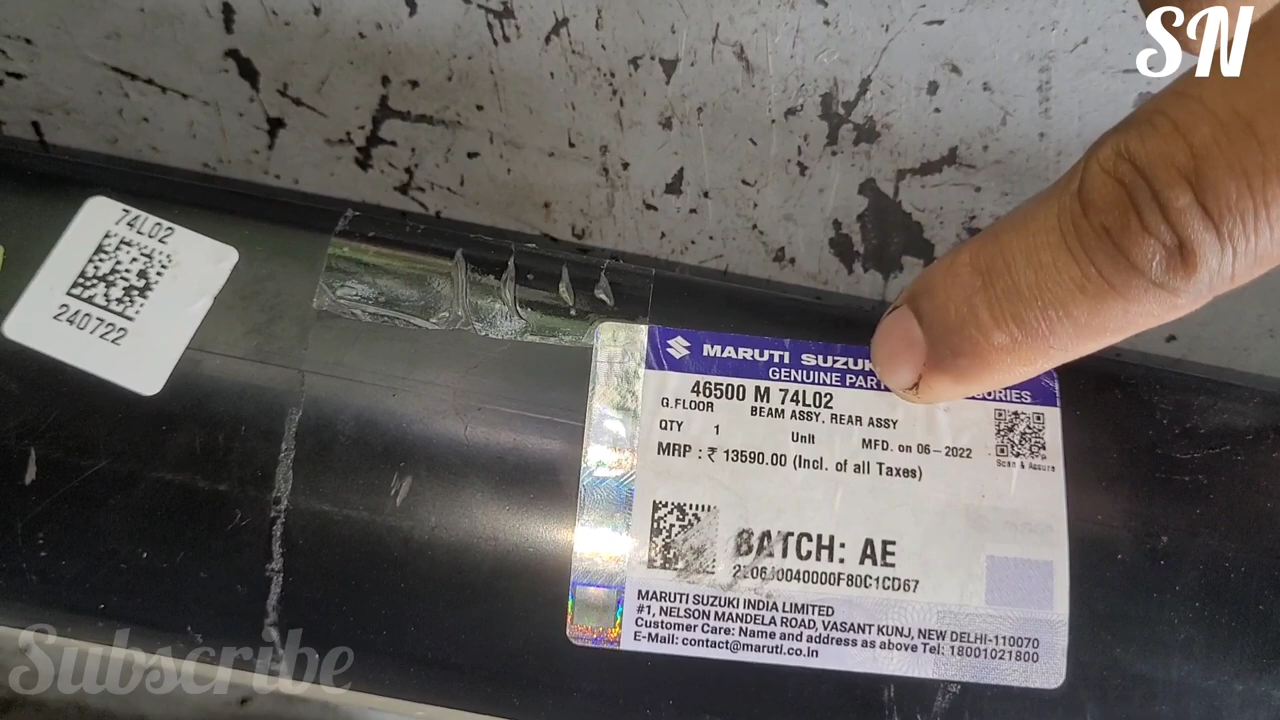 SN
74L02
240722
MARUTI SUZUKI
GENUINE PARTS
46500 M 74L02
G.FLOOR BEAM ASSY, REAR ASSY
QTY 1 Unit MFD. on 06-2022
MRP : ₹ 13590.00 (Incl. of all Taxes)
Scan & Assure
BATCH: AE
MARUTI SUZUKI INDIA LIMITED
#1, NELSON MANDELA ROAD, VASANT KUNJ, NEW DELHI-110070
Customer Care: Name and address as above Tel: 18001021800
E-Mail: contact@maruti.co.in
Subscribe